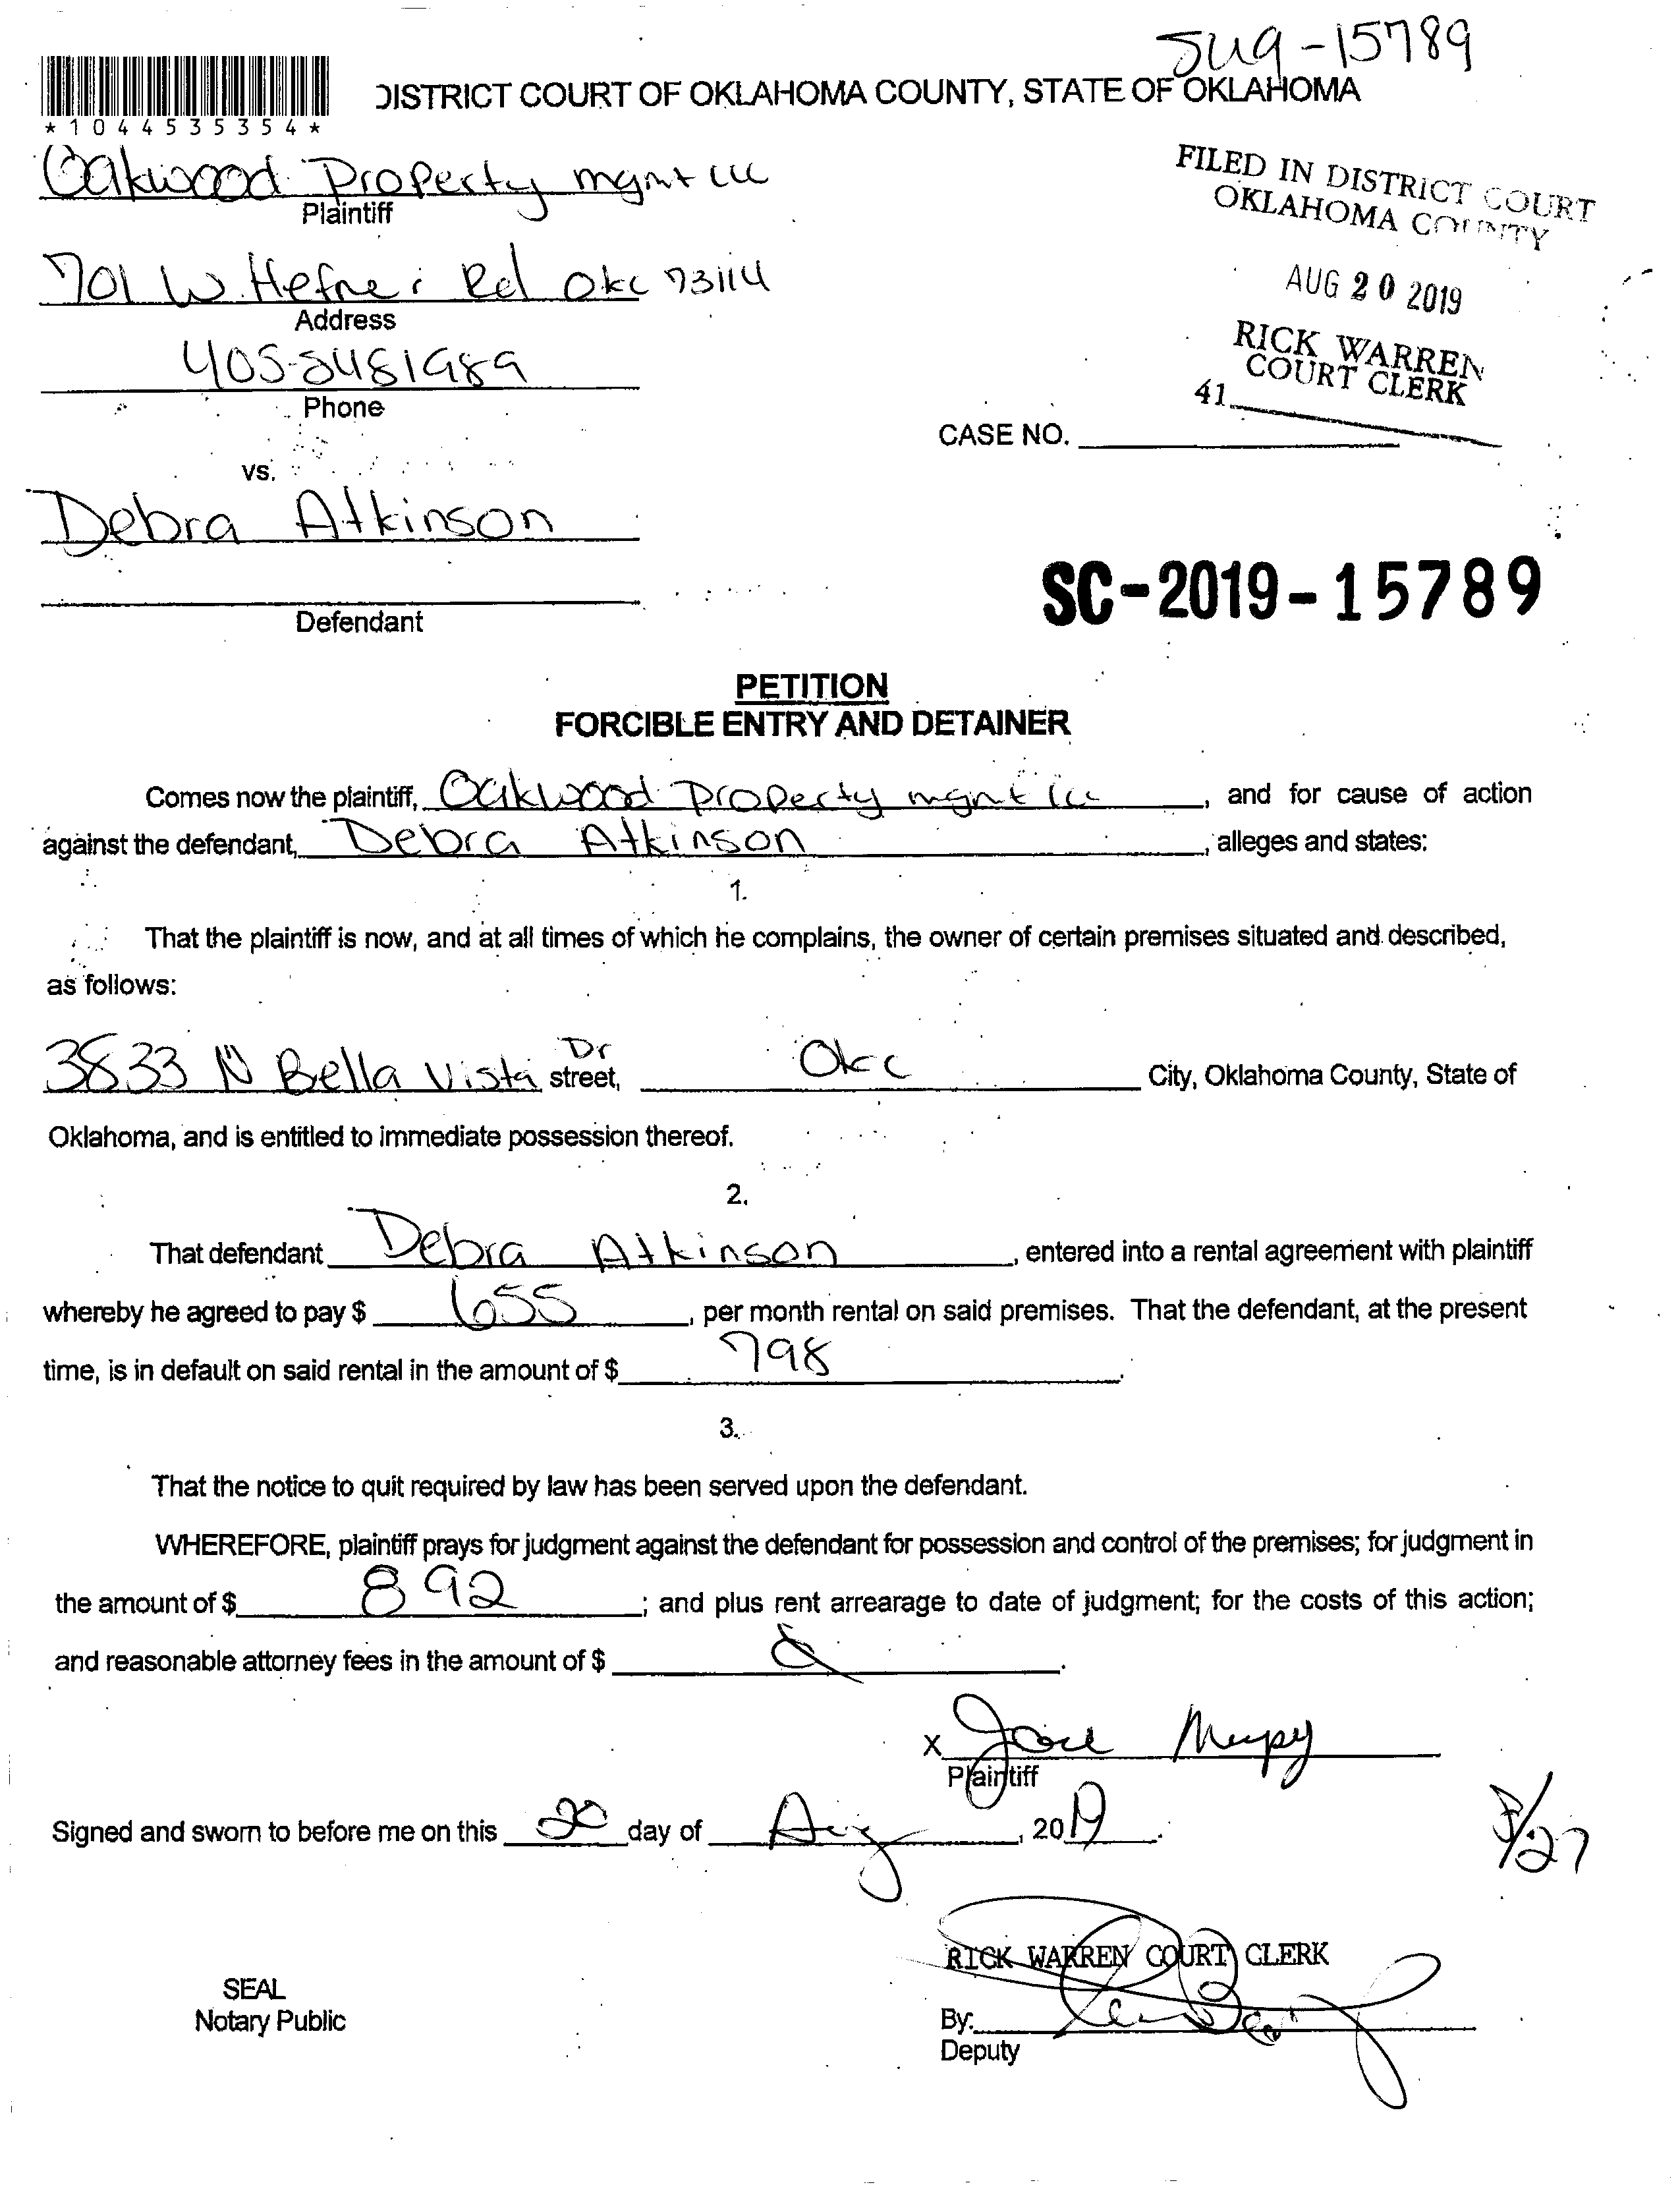 -15789
DISTRICT COURT OF OKLAHOMA COUNTY, STATE OF OKLAHOMA
*1044535354*
Oakwood Property mgmt llc
Plaintiff
FILED IN DISTRICT COURT
OKLAHOMA COUNTY
701 W. Hefner Rd Okc 73114
Address
AUG 20 2019
RICK WARREN
COURT CLERK
41
Phone
CASE NO.
vs.
Debra Atkinson
Defendant
SC-2019-15789
PETITION
FORCIBLE ENTRY AND DETAINER
Comes now the plaintiff, Oakwood Property mgmt llc, and for cause of action
against the defendant, Debra Atkinson, alleges and states:
1.
That the plaintiff is now, and at all times of which he complains, the owner of certain premises situated and described,
as follows:
3833 N Bella Vista Dr street, Okc City, Oklahoma County, State of
Oklahoma, and is entitled to immediate possession thereof.
2.
That defendant Debra Atkinson, entered into a rental agreement with plaintiff
whereby he agreed to pay $ 655, per month rental on said premises. That the defendant, at the present
time, is in default on said rental in the amount of $ 798.
3.
That the notice to quit required by law has been served upon the defendant.
WHEREFORE, plaintiff prays for judgment against the defendant for possession and control of the premises; for judgment in
the amount of $ 892; and plus rent arrearage to date of judgment; for the costs of this action;
and reasonable attorney fees in the amount of $.
X
Plaintiff
Signed and sworn to before me on this 20 day of Aug, 2019.
8/27
RICK WARREN COURT CLERK
SEAL
Notary Public
By:
Deputy